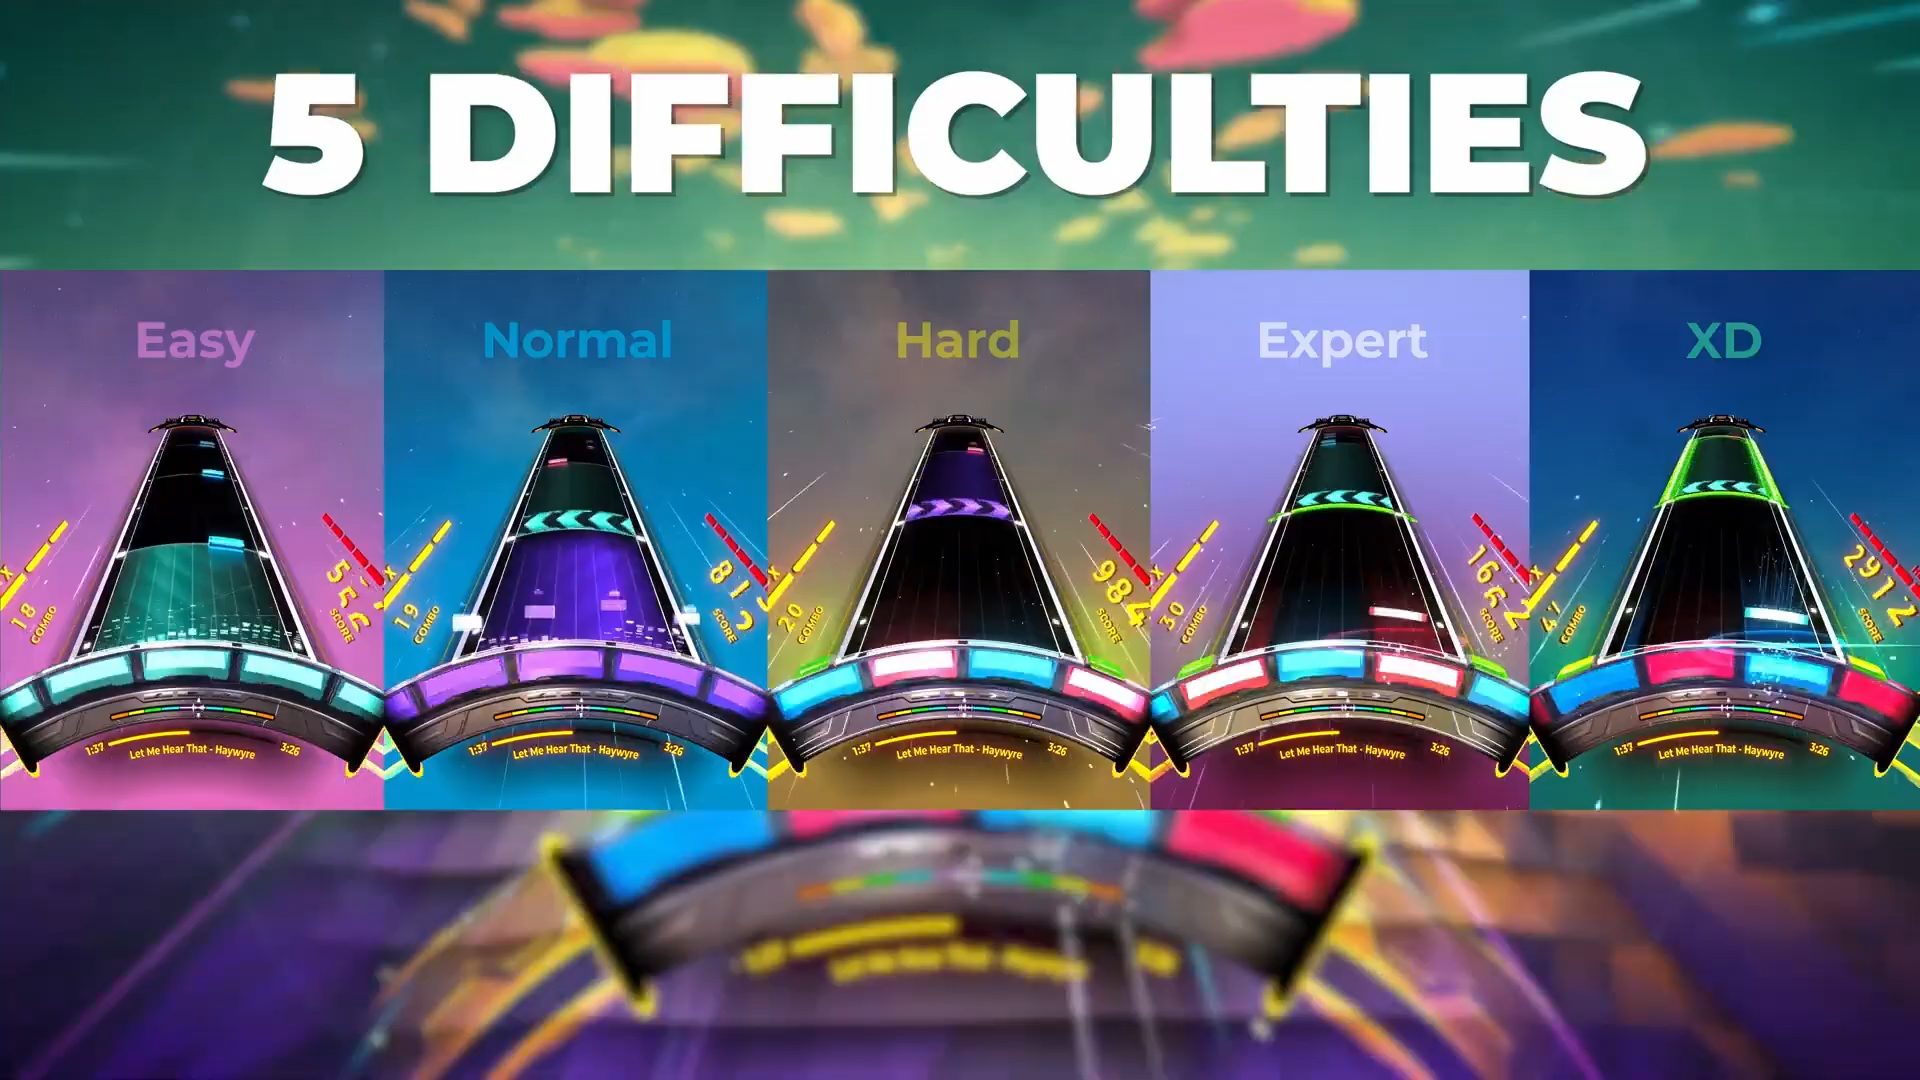 5 DIFFICULTIES
Easy
Normal
Hard
Expert
XD
x
18
COMBO
SCORE
1:37
Let Me Hear That - Haywyre
3:26
x
19
COMBO
SCORE
1:37
Let Me Hear That - Haywyre
3:26
x
20
COMBO
984
SCORE
1:37
Let Me Hear That - Haywyre
3:26
x
30
COMBO
1662
SCORE
1:37
Let Me Hear That - Haywyre
3:26
x
47
COMBO
2912
SCORE
1:37
Let Me Hear That - Haywyre
3:26